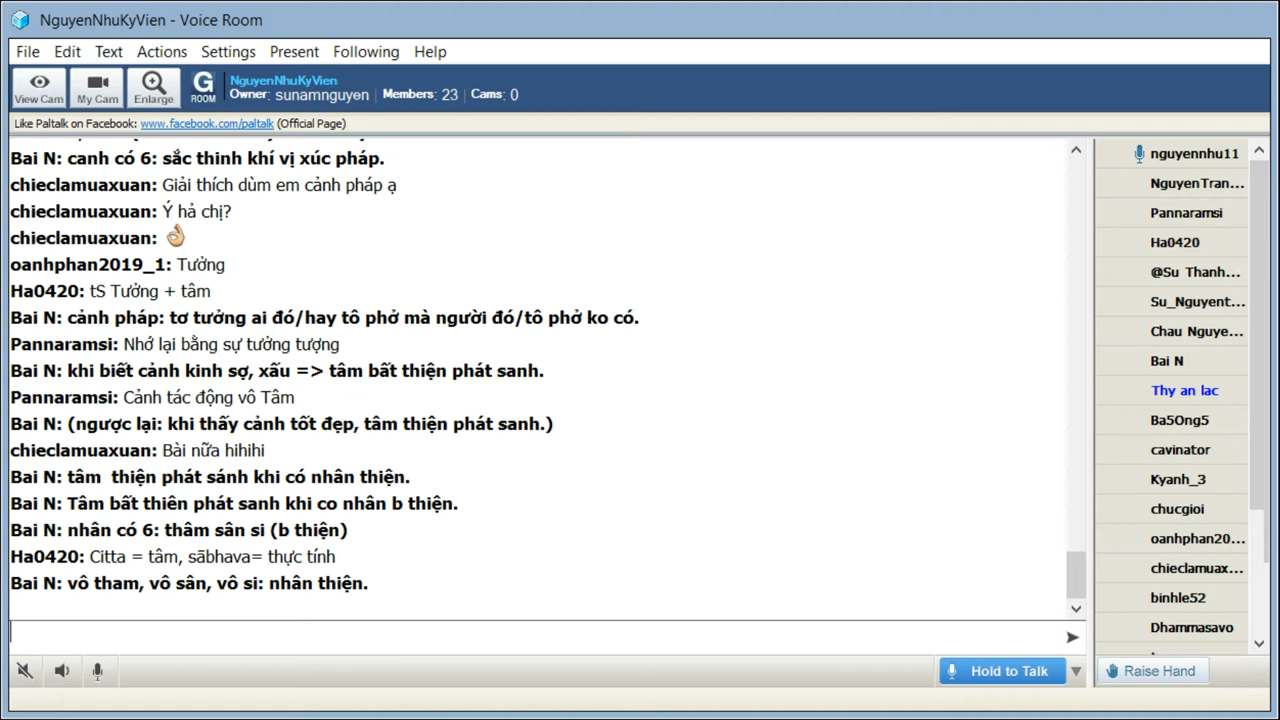 NguyenNhuKyVien - Voice Room
File Edit Text Actions Settings Present Following Help
View Cam My Cam Enlarge G ROOM
NguyenNhuKyVien
Owner: sunamnguyen | Members: 23 | Cams: 0
Like Paltalk on Facebook: www.facebook.com/paltalk (Official Page)
Bai N: canh có 6: sắc thinh khí vị xúc pháp.
chieclamuaxuan: Giải thích dùm em cảnh pháp ạ
chieclamuaxuan: Ý hả chị?
chieclamuaxuan: 👌
oanhphan2019_1: Tưởng
Ha0420: tS Tưởng + tâm
Bai N: cảnh pháp: tơ tưởng ai đó/hay tô phở mà người đó/tô phở ko có.
Pannaramsi: Nhớ lại bằng sự tưởng tượng
Bai N: khi biết cảnh kinh sợ, xấu => tâm bất thiện phát sanh.
Pannaramsi: Cảnh tác động vô Tâm
Bai N: (ngược lại: khi thấy cảnh tốt đẹp, tâm thiện phát sanh.)
chieclamuaxuan: Bài nữa hihihi
Bai N: tâm  thiện phát sánh khi có nhân thiện.
Bai N: Tâm bất thiên phát sanh khi co nhân b thiện.
Bai N: nhân có 6: thâm sân si (b thiện)
Ha0420: Citta = tâm, sābhava= thực tính
Bai N: vô tham, vô sân, vô si: nhân thiện.
nguyennhu11
NguyenTran...
Pannaramsi
Ha0420
@Su Thanh...
Su_Nguyent...
Chau Nguye...
Bai N
Thy an lac
Ba5Ong5
cavinator
Kyanh_3
chucgioi
oanhphan20...
chieclamuax...
binhle52
Dhammasavo
Hold to Talk
Raise Hand